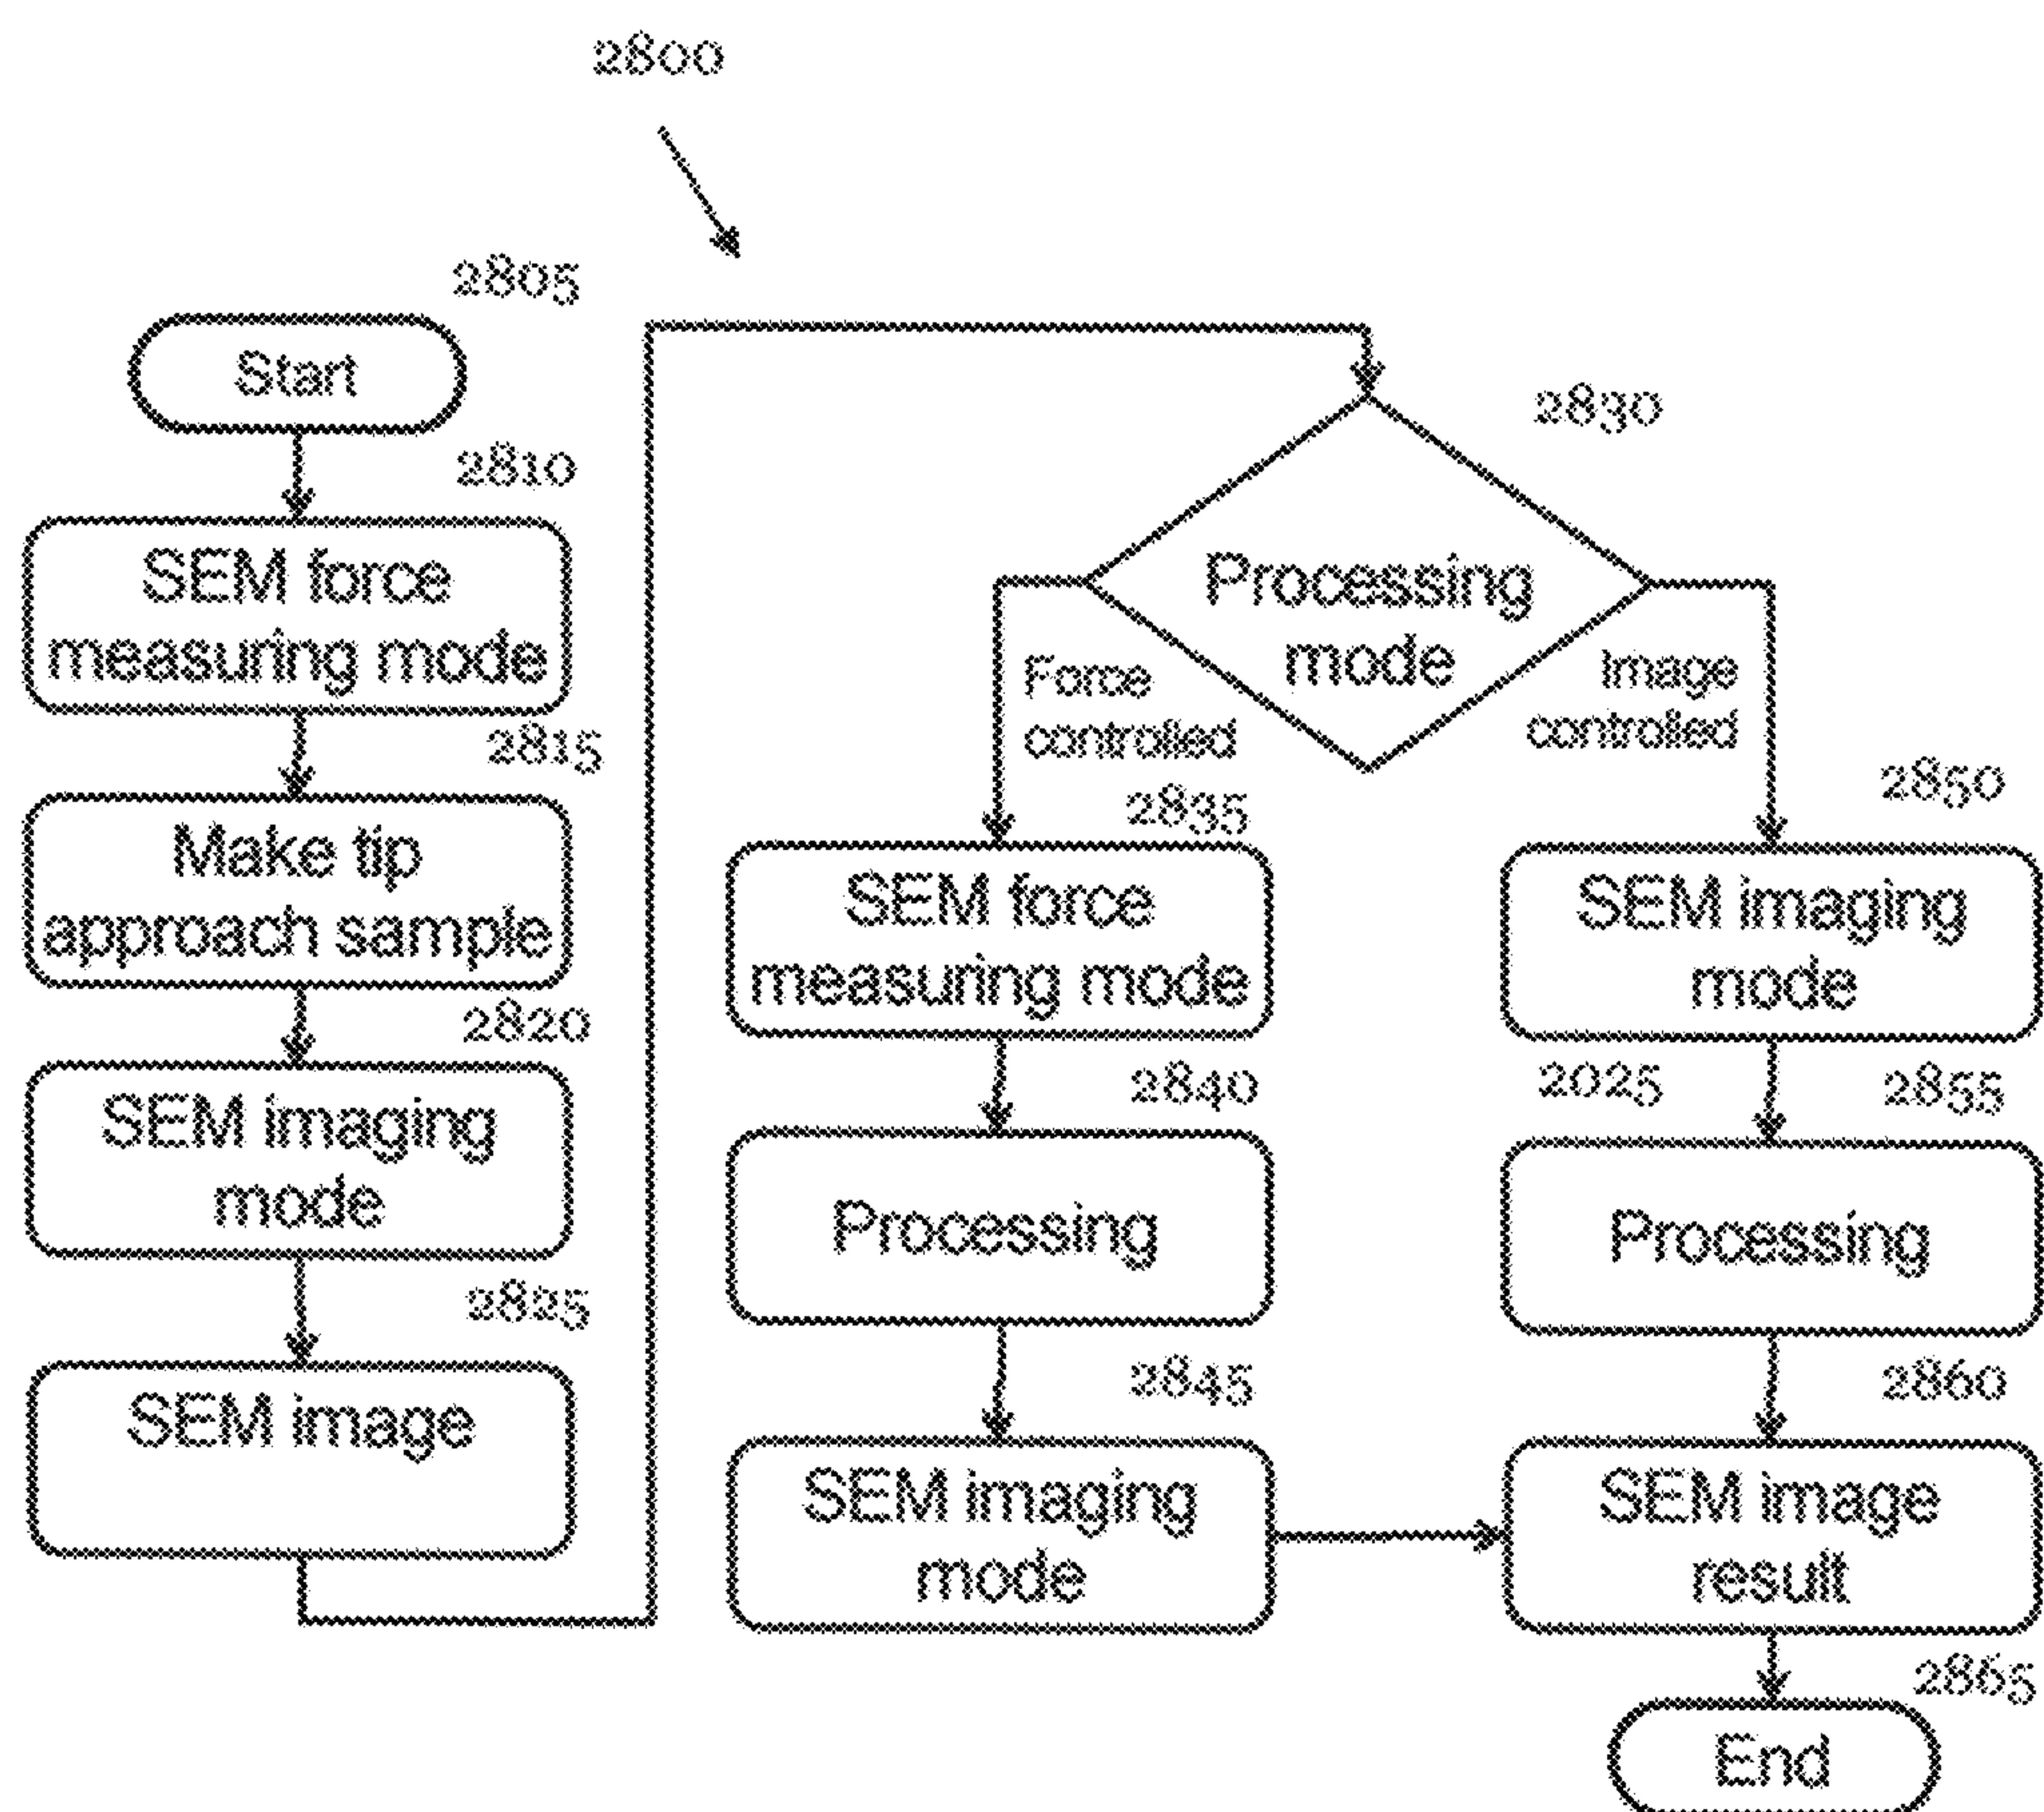 2800
2805
Start
2810
SEM force
measuring mode
2815
Make tip
approach sample
2820
SEM imaging
mode
2825
SEM image
2830
Processing
mode
Force
controlled
Image
controlled
2835
SEM force
measuring mode
2840
Processing
2845
SEM imaging
mode
2850
SEM imaging
mode
2025
2855
Processing
2860
SEM image
result
2865
End